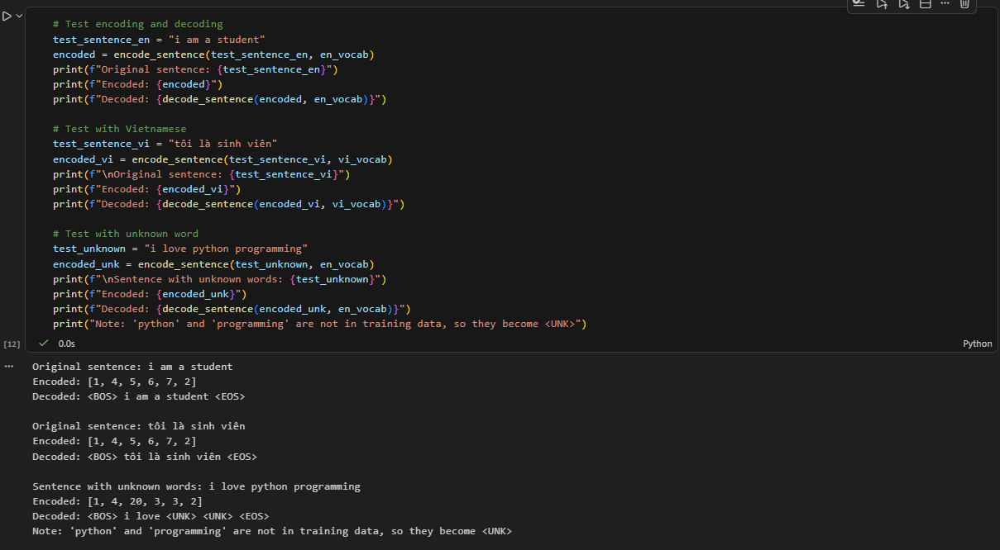 # Test encoding and decoding
test_sentence_en = "i am a student"
encoded = encode_sentence(test_sentence_en, en_vocab)
print(f"Original sentence: {test_sentence_en}")
print(f"Encoded: {encoded}")
print(f"Decoded: {decode_sentence(encoded, en_vocab)}")

# Test with Vietnamese
test_sentence_vi = "tôi là sinh viên"
encoded_vi = encode_sentence(test_sentence_vi, vi_vocab)
print(f"\nOriginal sentence: {test_sentence_vi}")
print(f"Encoded: {encoded_vi}")
print(f"Decoded: {decode_sentence(encoded_vi, vi_vocab)}")

# Test with unknown word
test_unknown = "i love python programming"
encoded_unk = encode_sentence(test_unknown, en_vocab)
print(f"\nSentence with unknown words: {test_unknown}")
print(f"Encoded: {encoded_unk}")
print(f"Decoded: {decode_sentence(encoded_unk, en_vocab)}")
print("Note: 'python' and 'programming' are not in training data, so they become <UNK>")
[12] 0.0s Python
Original sentence: i am a student
Encoded: [1, 4, 5, 6, 7, 2]
Decoded: <BOS> i am a student <EOS>

Original sentence: tôi là sinh viên
Encoded: [1, 4, 5, 6, 7, 2]
Decoded: <BOS> tôi là sinh viên <EOS>

Sentence with unknown words: i love python programming
Encoded: [1, 4, 20, 3, 3, 2]
Decoded: <BOS> i love <UNK> <UNK> <EOS>
Note: 'python' and 'programming' are not in training data, so they become <UNK>